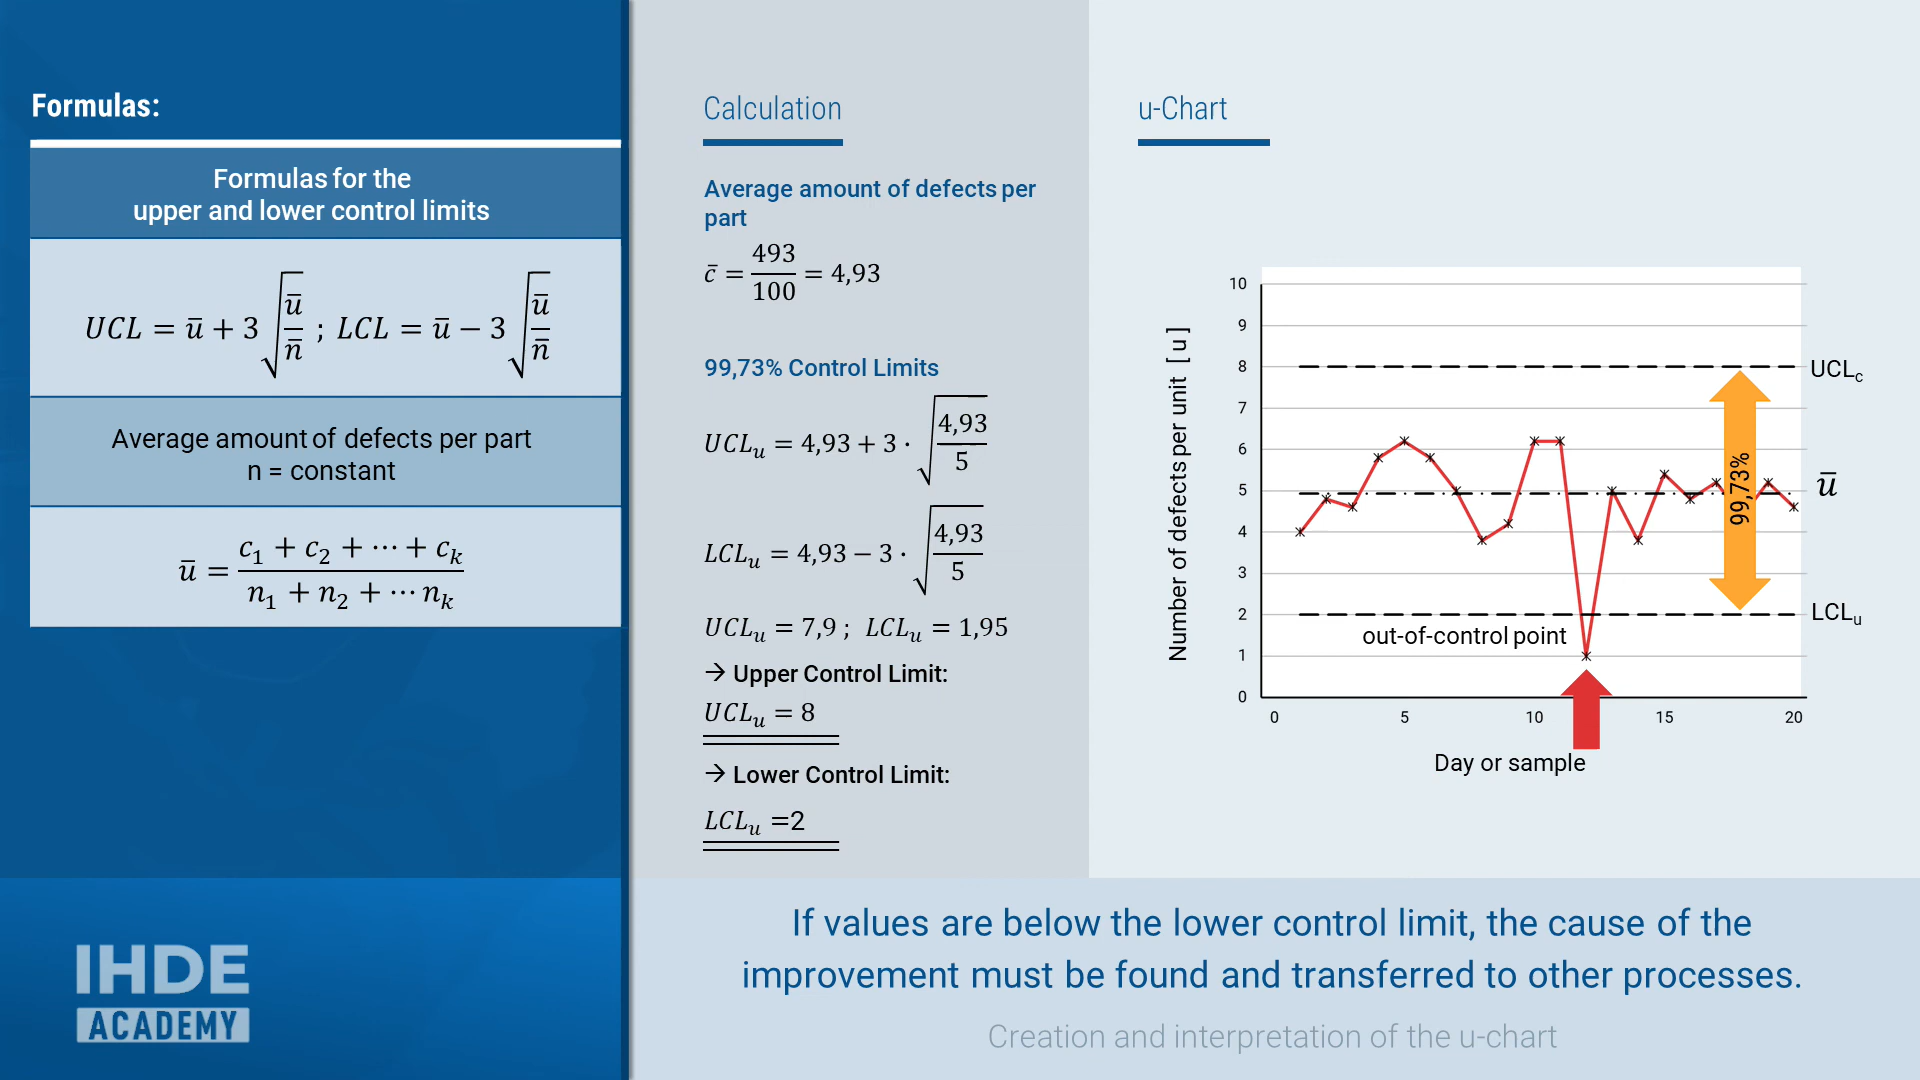 Formulas:
Formulas for the
upper and lower control limits
UCL = ū + 3√(ū/n̄) ; LCL = ū − 3√(ū/n̄)
Average amount of defects per part
n = constant
ū = (c₁ + c₂ + ⋯ + cₖ)/(n₁ + n₂ + ⋯ nₖ)
IHDE
ACADEMY
Calculation
Average amount of defects per
part
c̄ = 493/100 = 4,93
99,73% Control Limits
UCLᵤ = 4,93 + 3 · √(4,93/5)
LCLᵤ = 4,93 − 3 · √(4,93/5)
UCLᵤ = 7,9 ; LCLᵤ = 1,95
→ Upper Control Limit:
UCLᵤ = 8
→ Lower Control Limit:
LCLᵤ =2
u-Chart
Number of defects per unit [ u ]
10
9
8
7
6
5
4
3
2
1
0
UCL꜀
99,73%
ū
LCLᵤ
out-of-control point
0 5 10 15 20
Day or sample
If values are below the lower control limit, the cause of the
improvement must be found and transferred to other processes.
Creation and interpretation of the u-chart